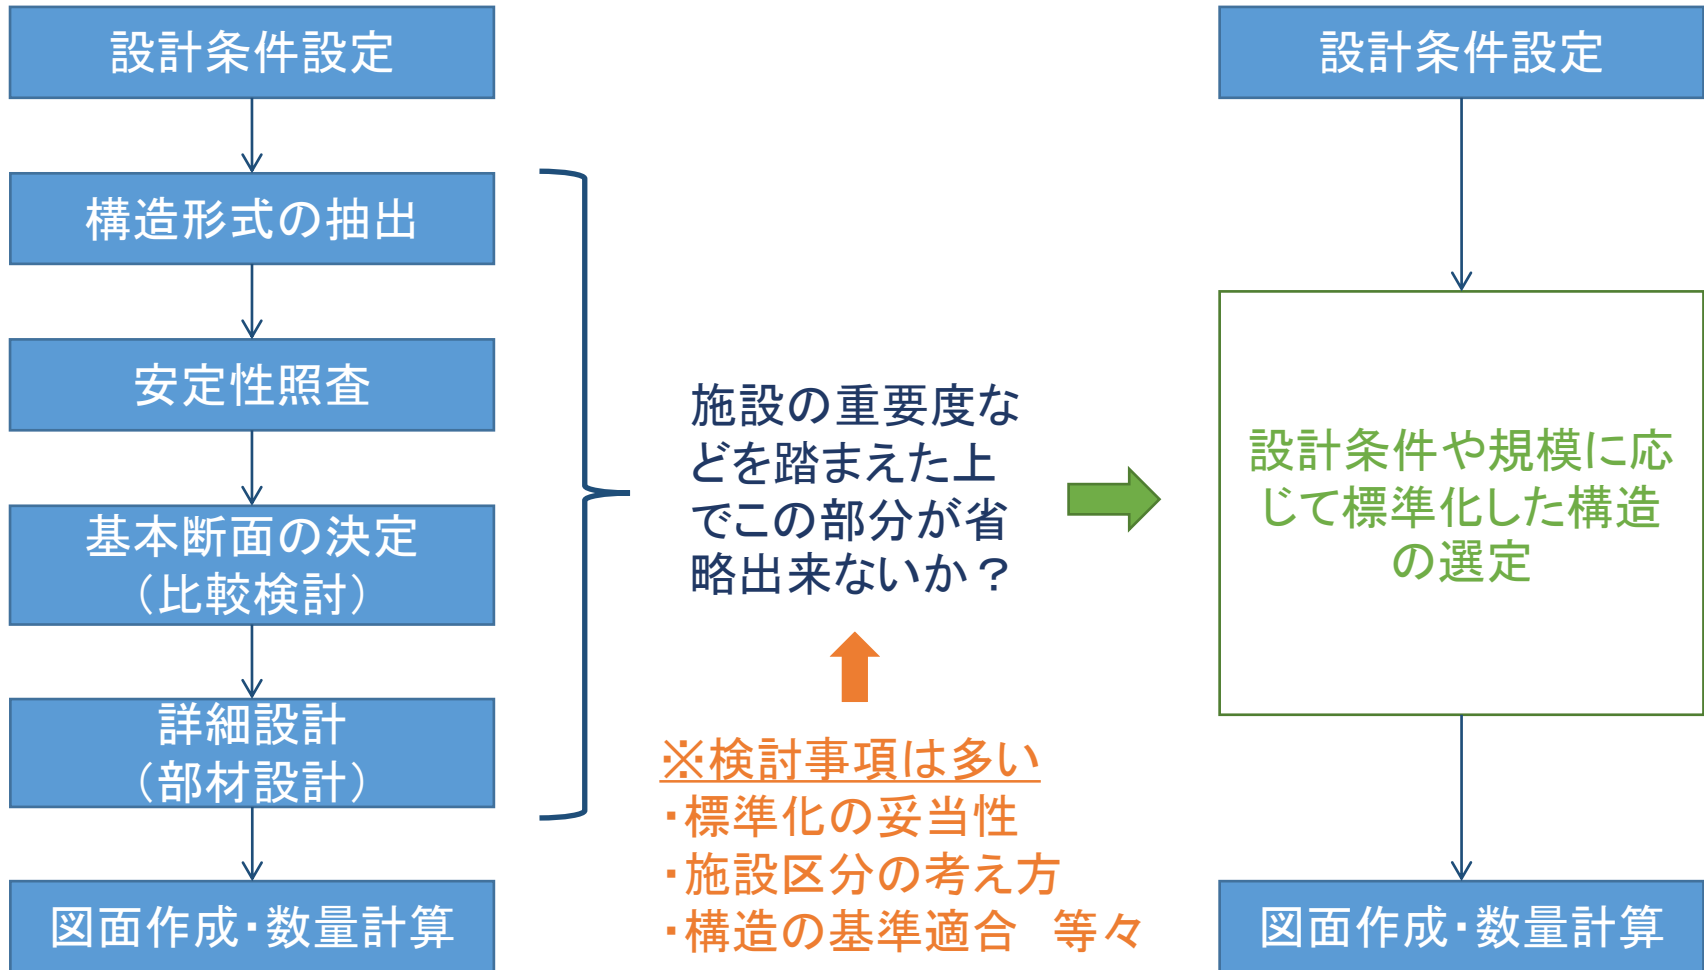 設計条件設定
構造形式の抽出
安定性照査
基本断面の決定
（比較検討）
詳細設計
（部材設計）
図面作成・数量計算
施設の重要度な
どを踏まえた上
でこの部分が省
略出来ないか？
※検討事項は多い
・標準化の妥当性
・施設区分の考え方
・構造の基準適合　等々
設計条件設定
設計条件や規模に応
じて標準化した構造
の選定
図面作成・数量計算